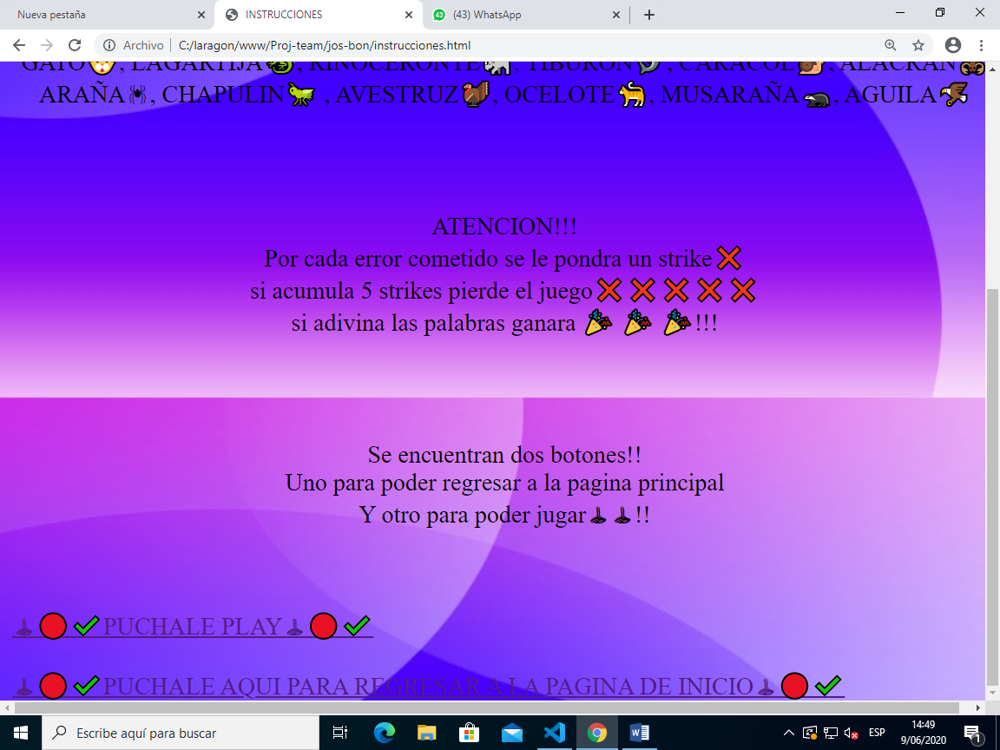 Nueva pestaña
INSTRUCCIONES
(43) WhatsApp
Archivo
C:/laragon/www/Proj-team/jos-bon/instrucciones.html
GATO🐱, LAGARTIJA🦎, RINOCERONTE🦏, TIBURON🦈, CARACOL🐌, ALACRAN🦂
ARAÑA🕷, CHAPULIN🦗 , AVESTRUZ🦃, OCELOTE🐅, MUSARAÑA🦡, AGUILA🦅
ATENCION!!!
Por cada error cometido se le pondra un strike❌
si acumula 5 strikes pierde el juego❌❌❌❌❌
si adivina las palabras ganara 🎉 🎉 🎉!!!
Se encuentran dos botones!!
Uno para poder regresar a la pagina principal
Y otro para poder jugar🕹🕹!!
🕹🔴✔PUCHALE PLAY🕹🔴✔
🕹🔴✔PUCHALE AQUI PARA REGRESAR A LA PAGINA DE INICIO🕹🔴✔
Escribe aquí para buscar
ESP
14:49
9/06/2020
1